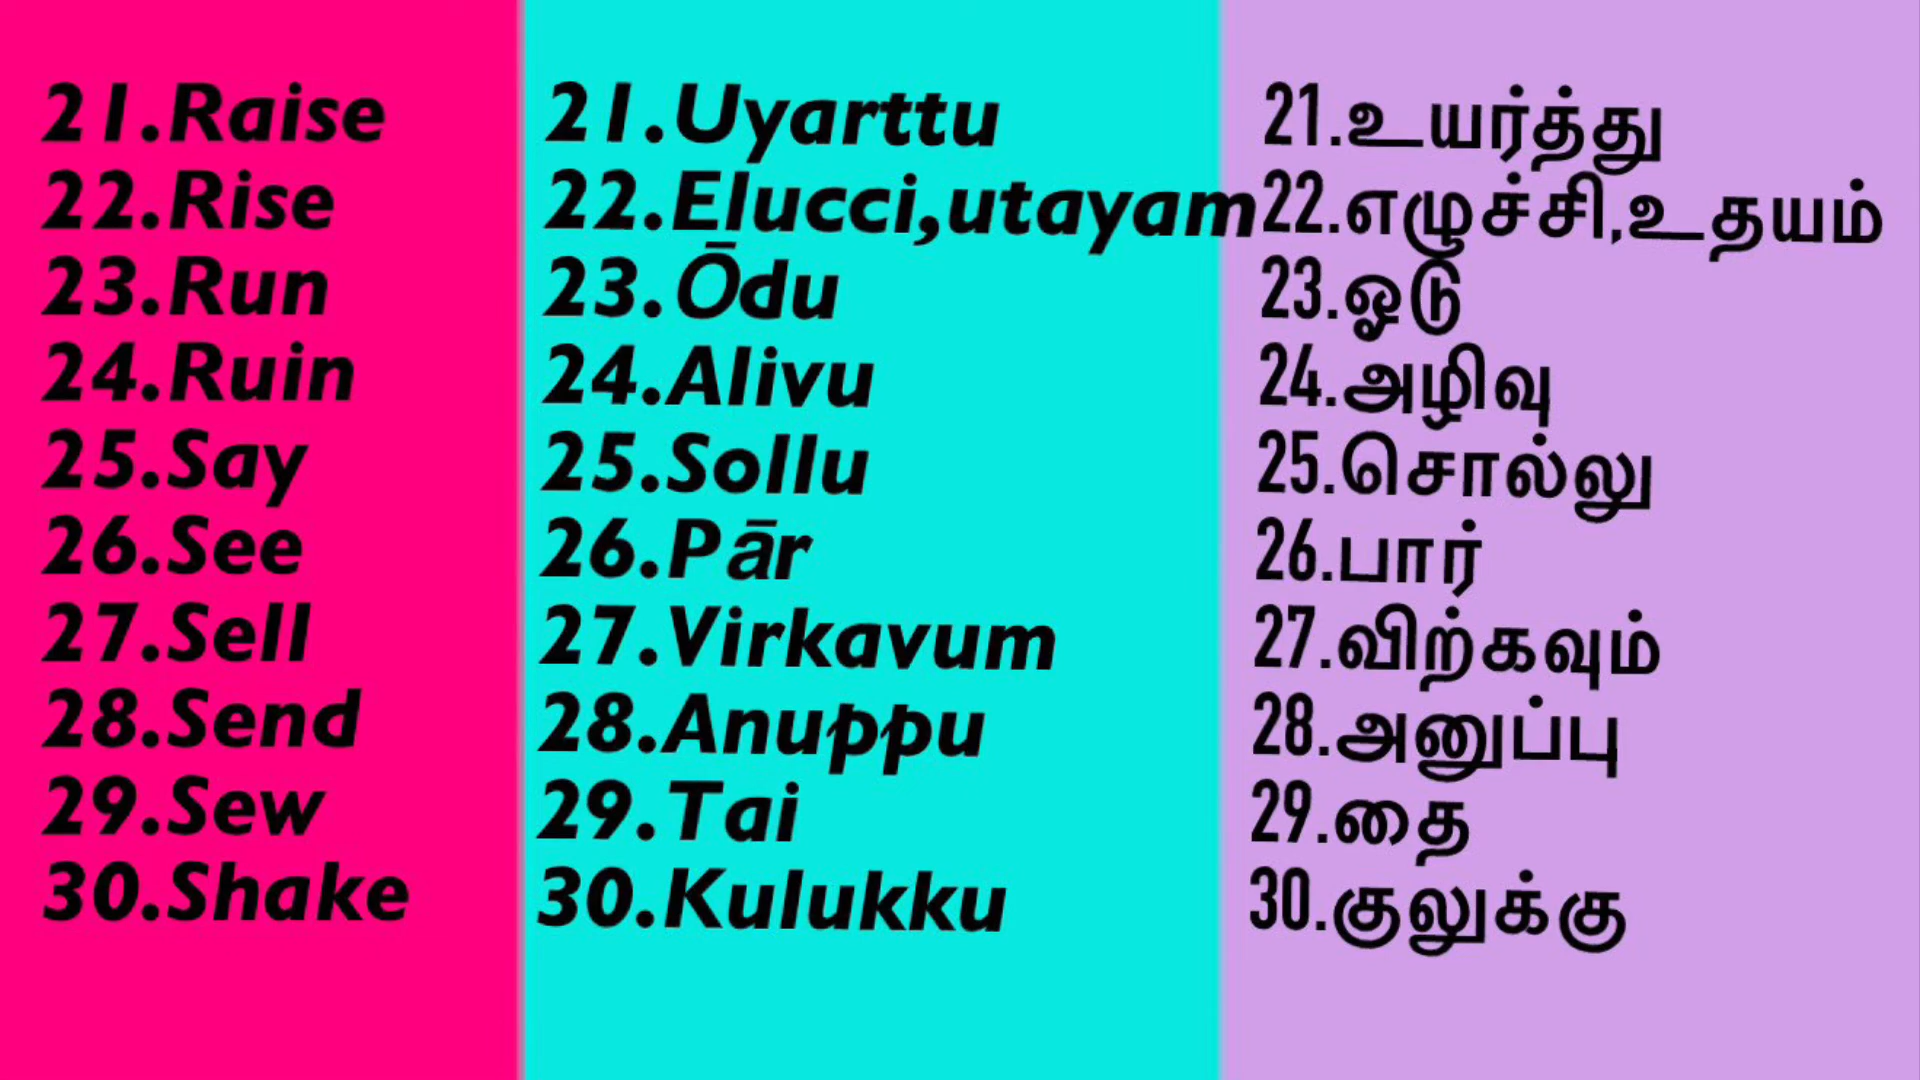 21.Raise
22.Rise
23.Run
24.Ruin
25.Say
26.See
27.Sell
28.Send
29.Sew
30.Shake
21.Uyarttu
22.Elucci,utayam
23.Ōdu
24.Alivu
25.Sollu
26.Pār
27.Virkavum
28.Anuppu
29.Tai
30.Kulukku
21.உயர்த்து
22.எழுச்சி,உதயம்
23.ஓடு
24.அழிவு
25.சொல்லு
26.பார்
27.விற்கவும்
28.அனுப்பு
29.தை
30.குலுக்கு